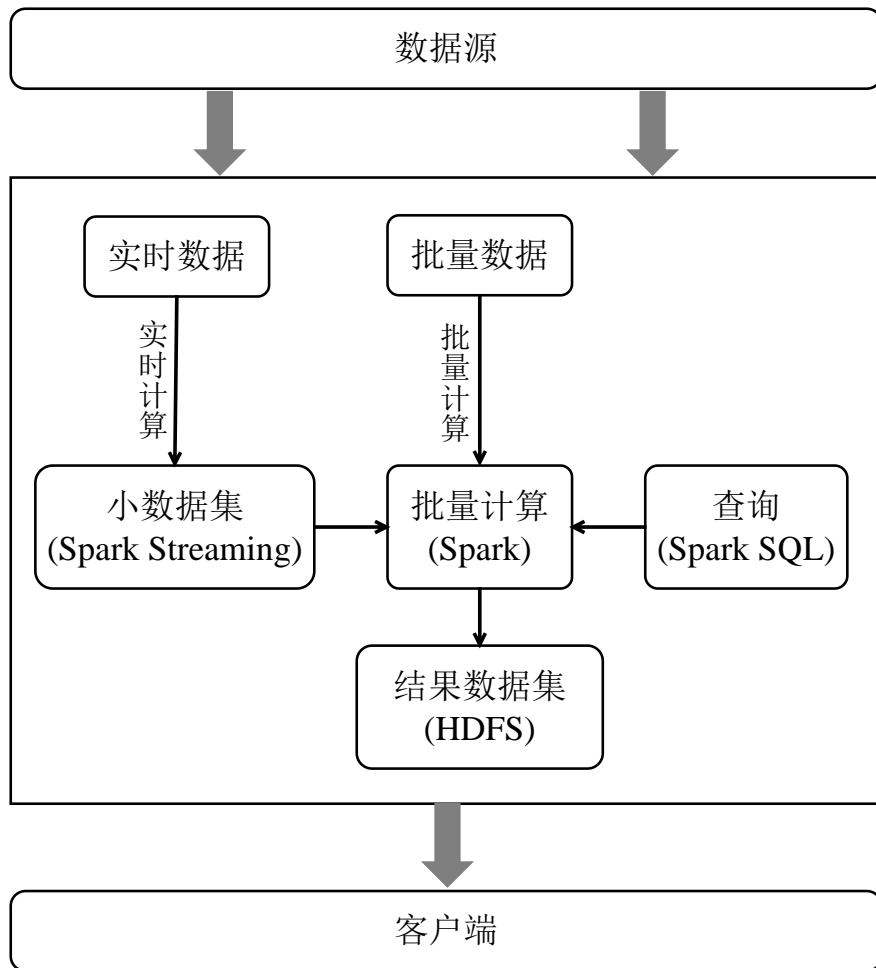 数据源
实时数据
批量数据
实时计算
批量计算
小数据集
(Spark Streaming)
批量计算
(Spark)
查询
(Spark SQL)
结果数据集
(HDFS)
客户端